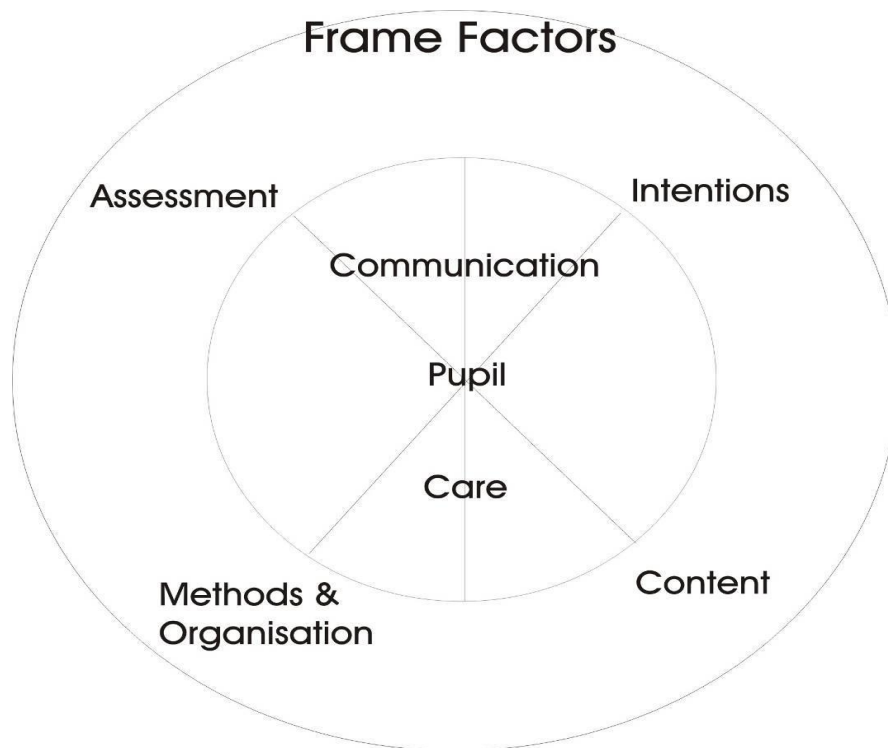 Frame Factors
Assessment
Intentions
Communication
Pupil
Care
Methods &
Organisation
Content